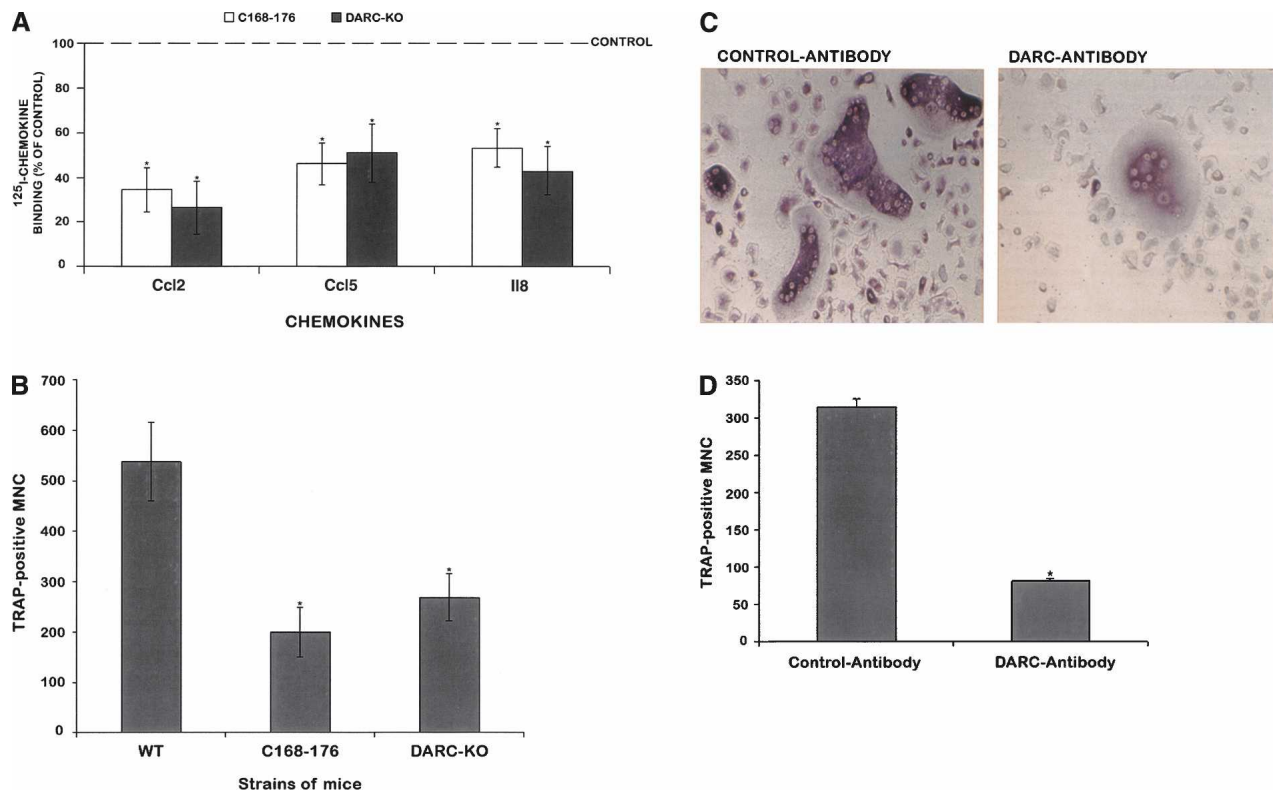 A
C168-176 DARC-KO
100
CONTROL
80
60
40
20
0
125I-CHEMOKINE
BINDING (% OF CONTROL)
* * * * * *
Ccl2 Ccl5 Il8
CHEMOKINES
B
700
600
500
400
300
200
100
0
TRAP-positive MNC
* *
WT C168-176 DARC-KO
Strains of mice
C
CONTROL-ANTIBODY DARC-ANTIBODY
D
350
300
250
200
150
100
50
0
TRAP-positive MNC
*
Control-Antibody DARC-Antibody